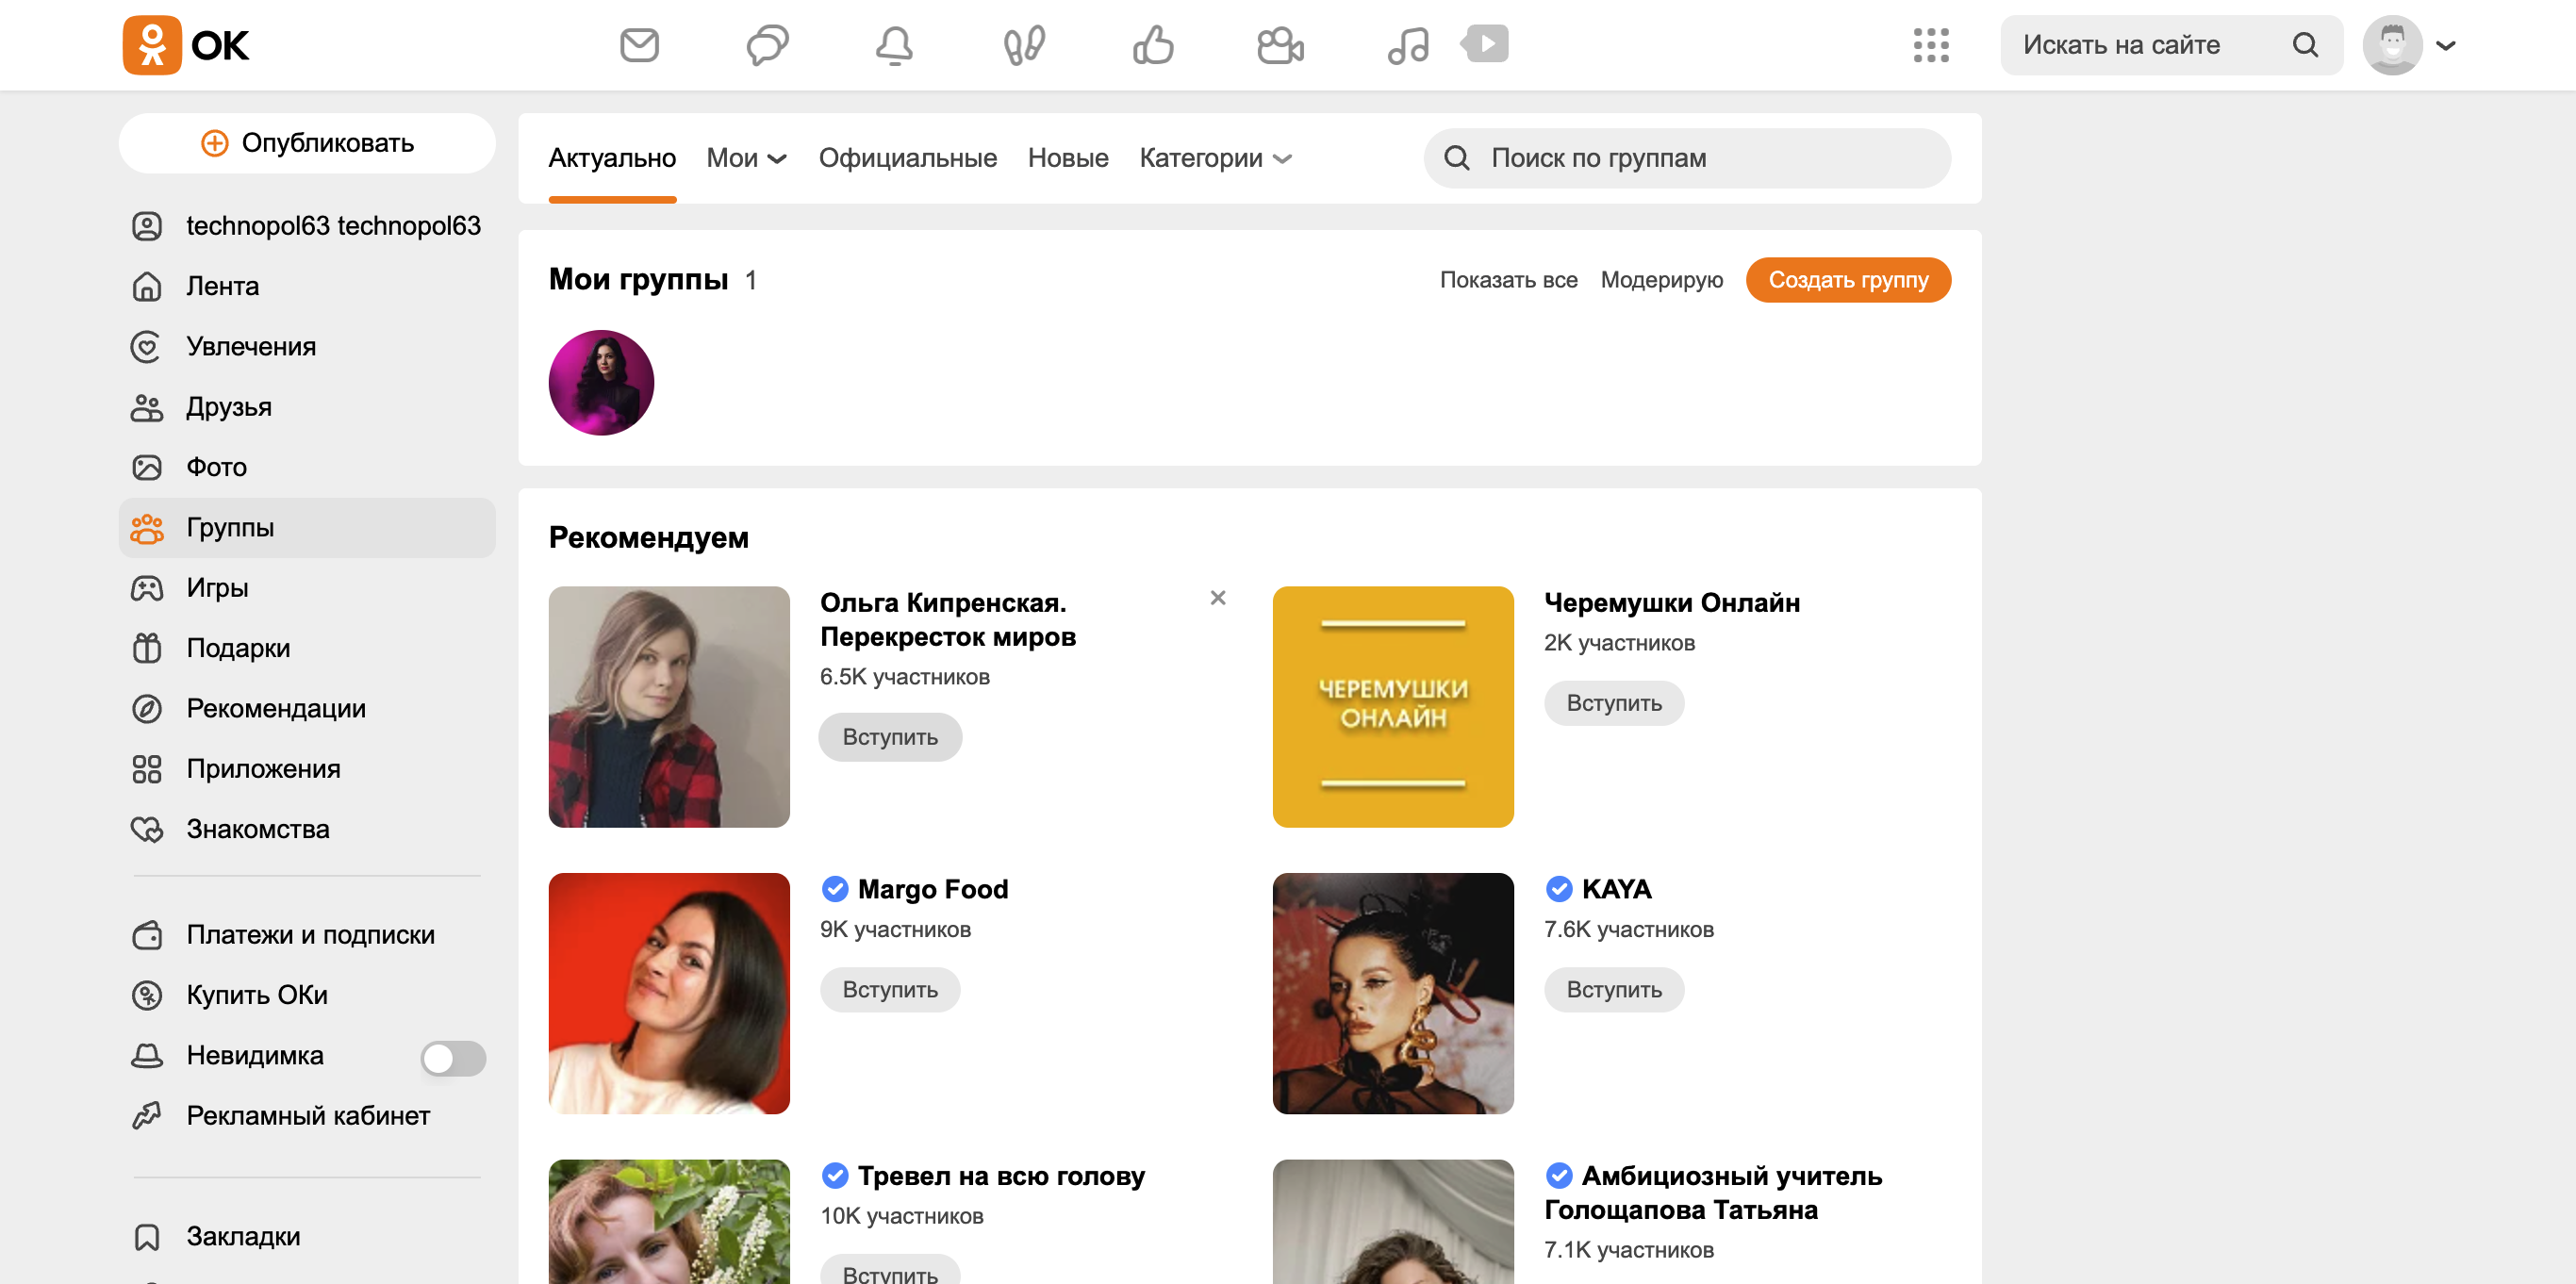 ОК
Искать на сайте
Опубликовать
Актуально Мои Официальные Новые Категории Поиск по группам
technopol63 technopol63
Лента
Увлечения
Друзья
Фото
Группы
Игры
Подарки
Рекомендации
Приложения
Знакомства
Платежи и подписки
Купить ОКи
Невидимка
Рекламный кабинет
Закладки
Мои группы 1
Показать все Модерирую Создать группу
Рекомендуем
Ольга Кипренская.
Перекресток миров
6.5K участников
Вступить
ЧЕРЕМУШКИ
ОНЛАЙН
Черемушки Онлайн
2K участников
Вступить
Margo Food
9K участников
Вступить
KAYA
7.6K участников
Вступить
Тревел на всю голову
10K участников
Вступить
Амбициозный учитель
Голощапова Татьяна
7.1K участников